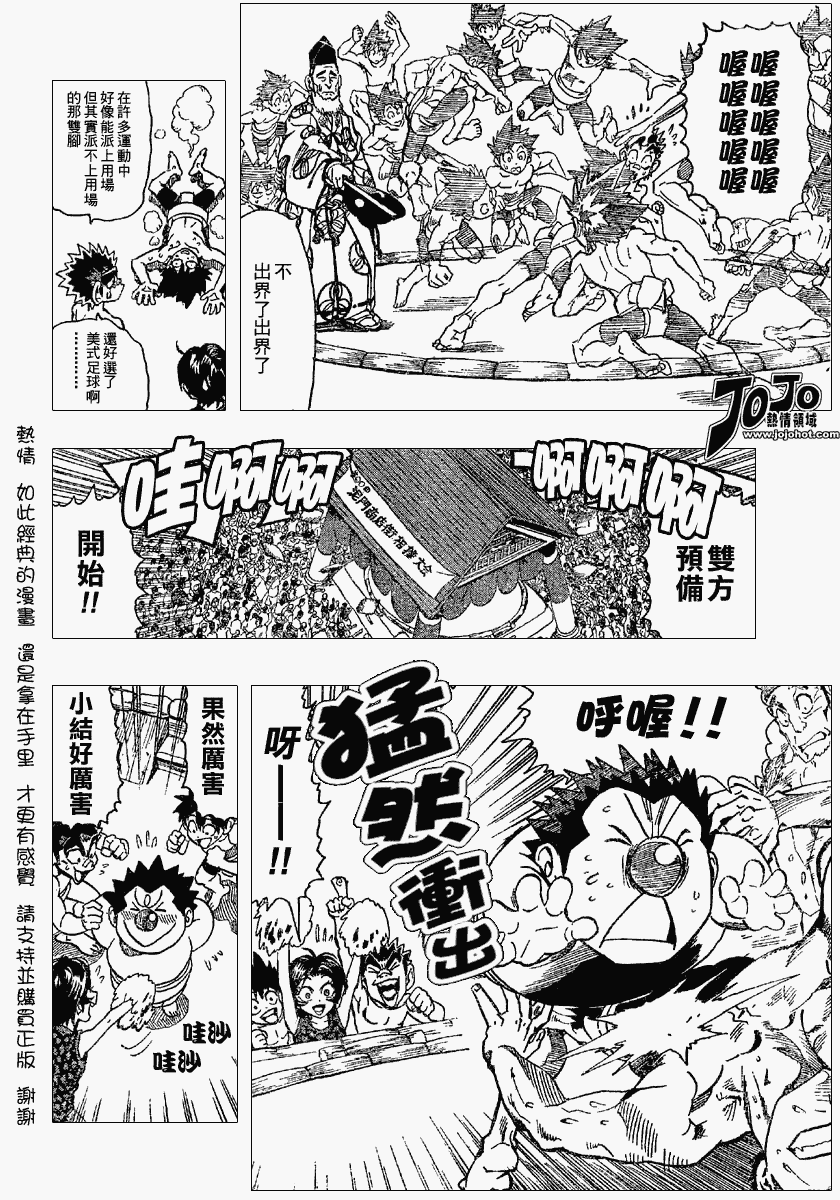 喔喔喔喔喔
喔喔喔喔喔
不
出界了出界了
在許多運動中
好像能派上用場
但其實派不上用場
的那雙腳
還好選了
美式足球啊
…………
JOJO
熱情領域
www.jojohot.com
雙方
預備
啊啊啊
哇啊啊
開始!!
呼喔!!
猛然衝出
呀——!!
果然厲害
小結好厲害
哇沙
哇沙
熱情 如此經典的漫畫 還是拿在手里 才更有感覺 請支持並購買正版 謝謝